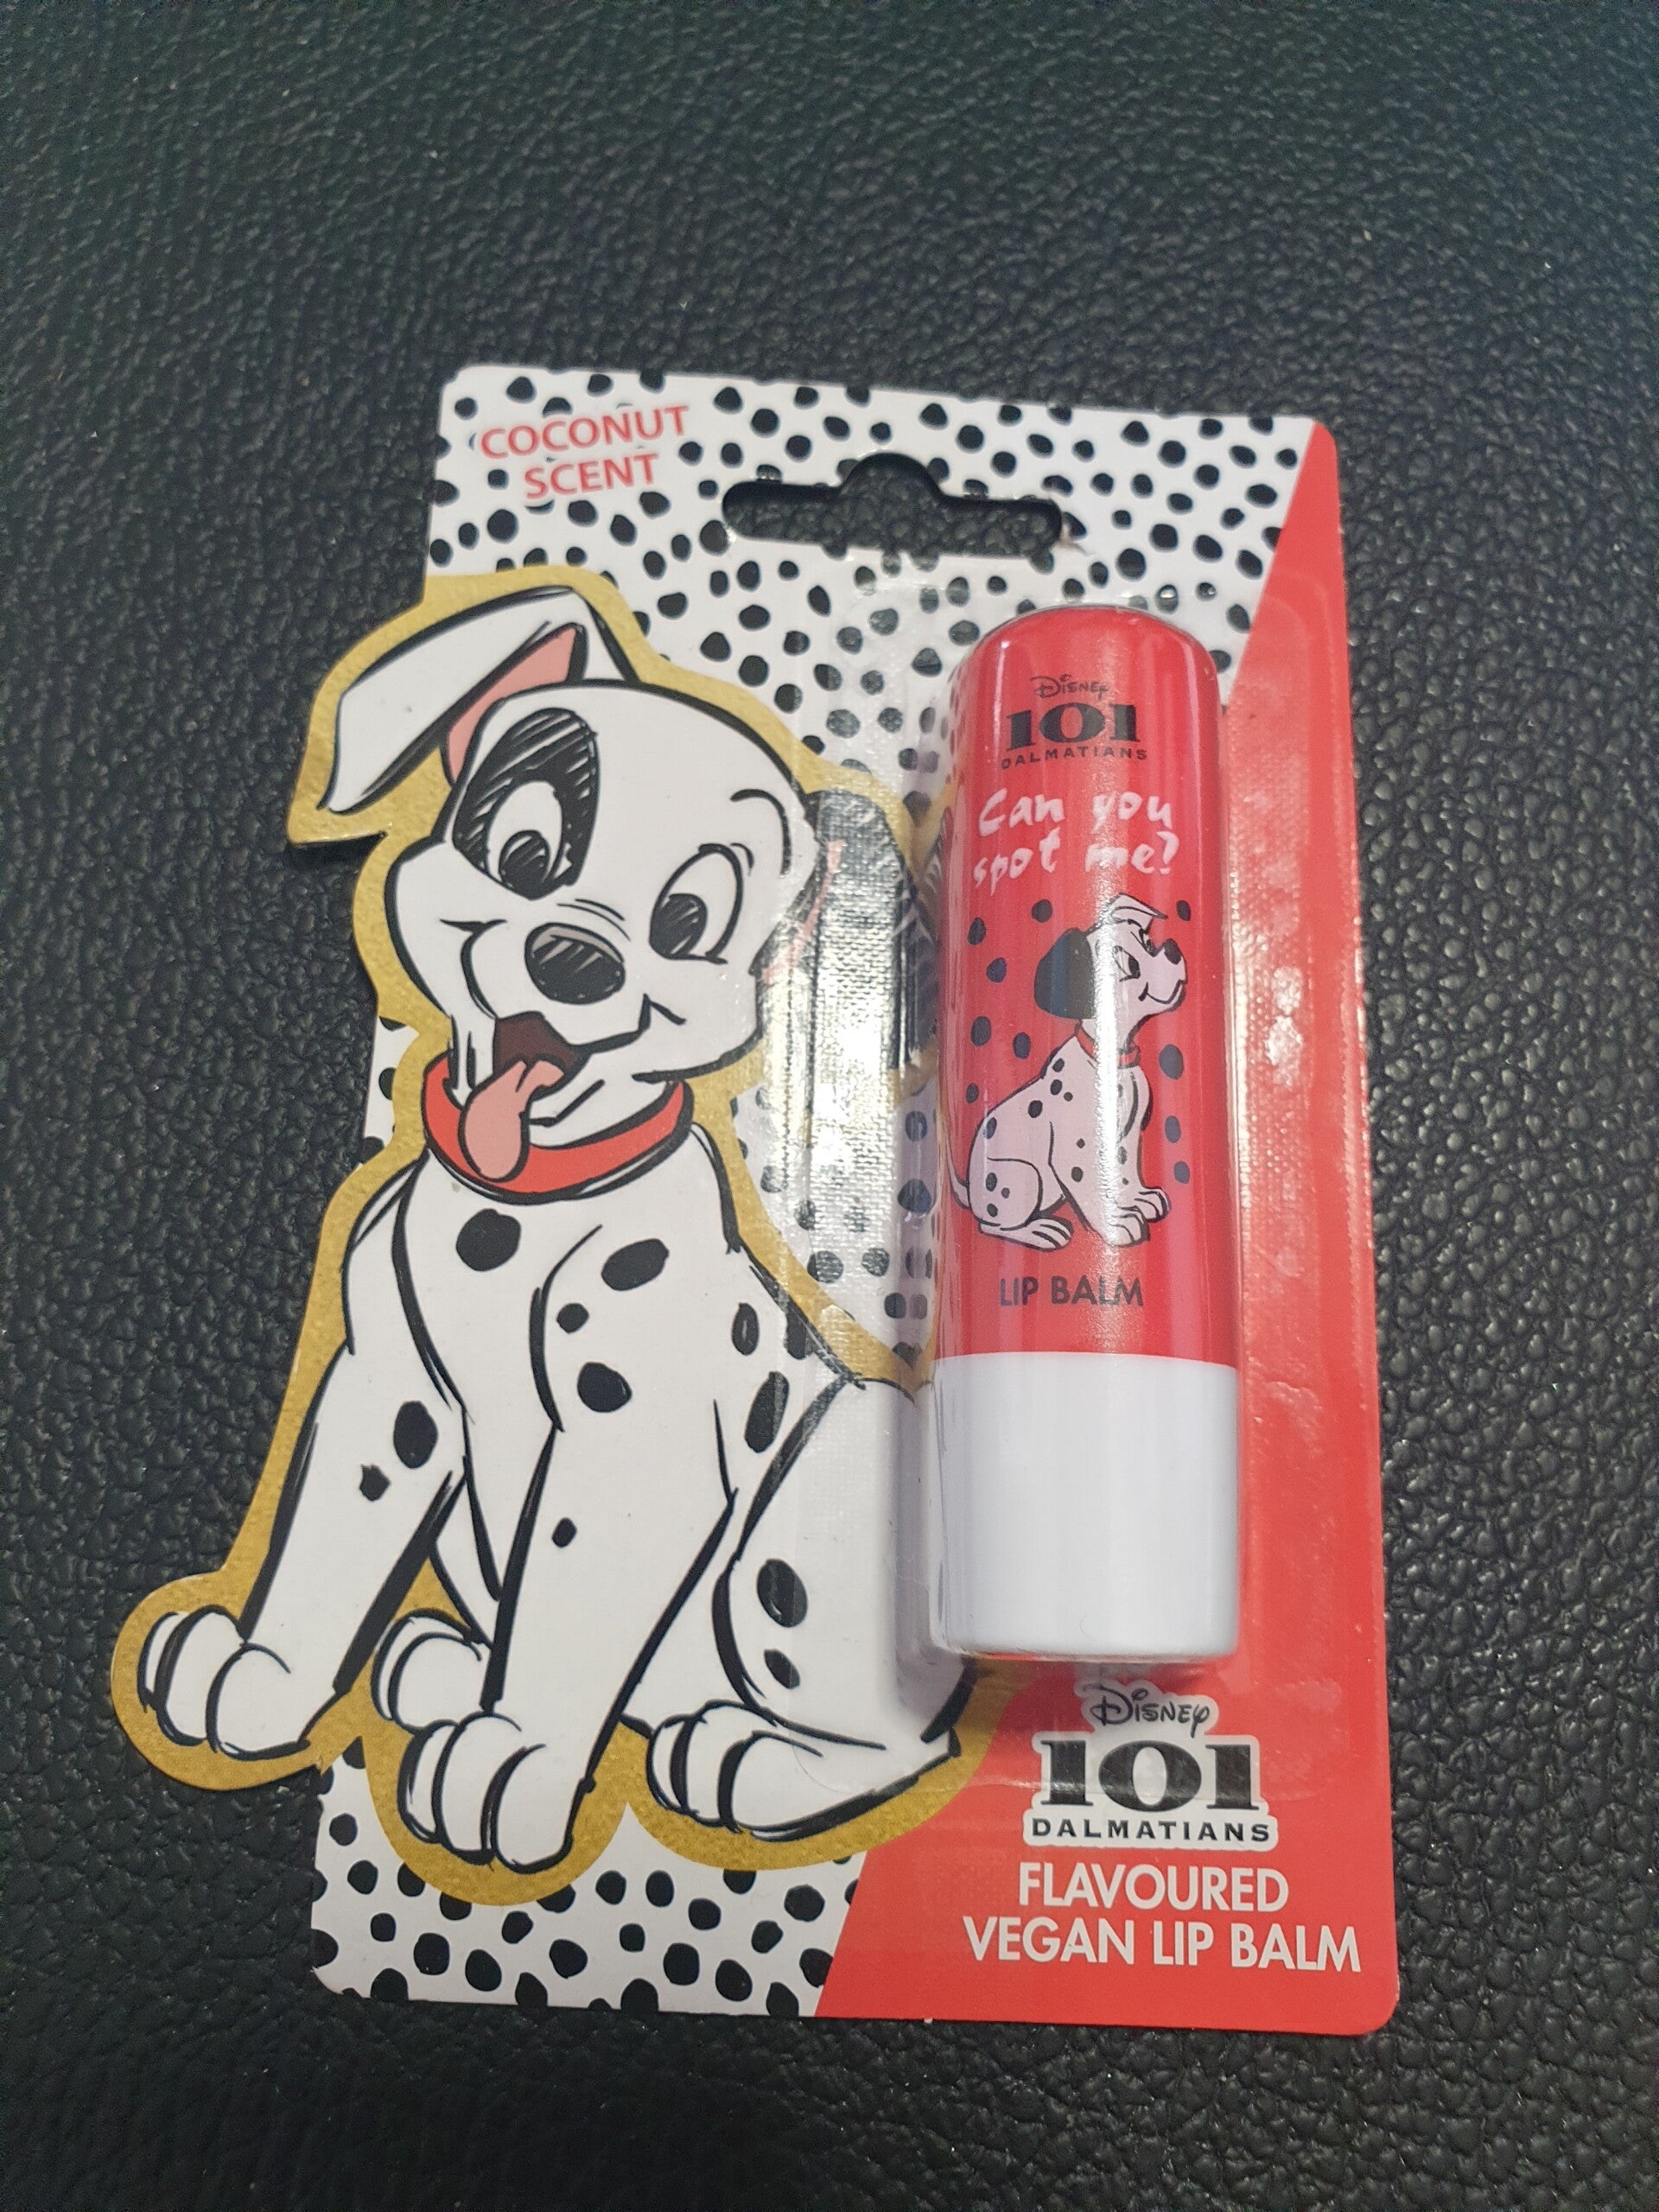 COCONUT
SCENT
Disney
101
DALMATIANS
Can you
spot me?
LIP BALM
Disney
101
DALMATIANS
FLAVOURED
VEGAN LIP BALM